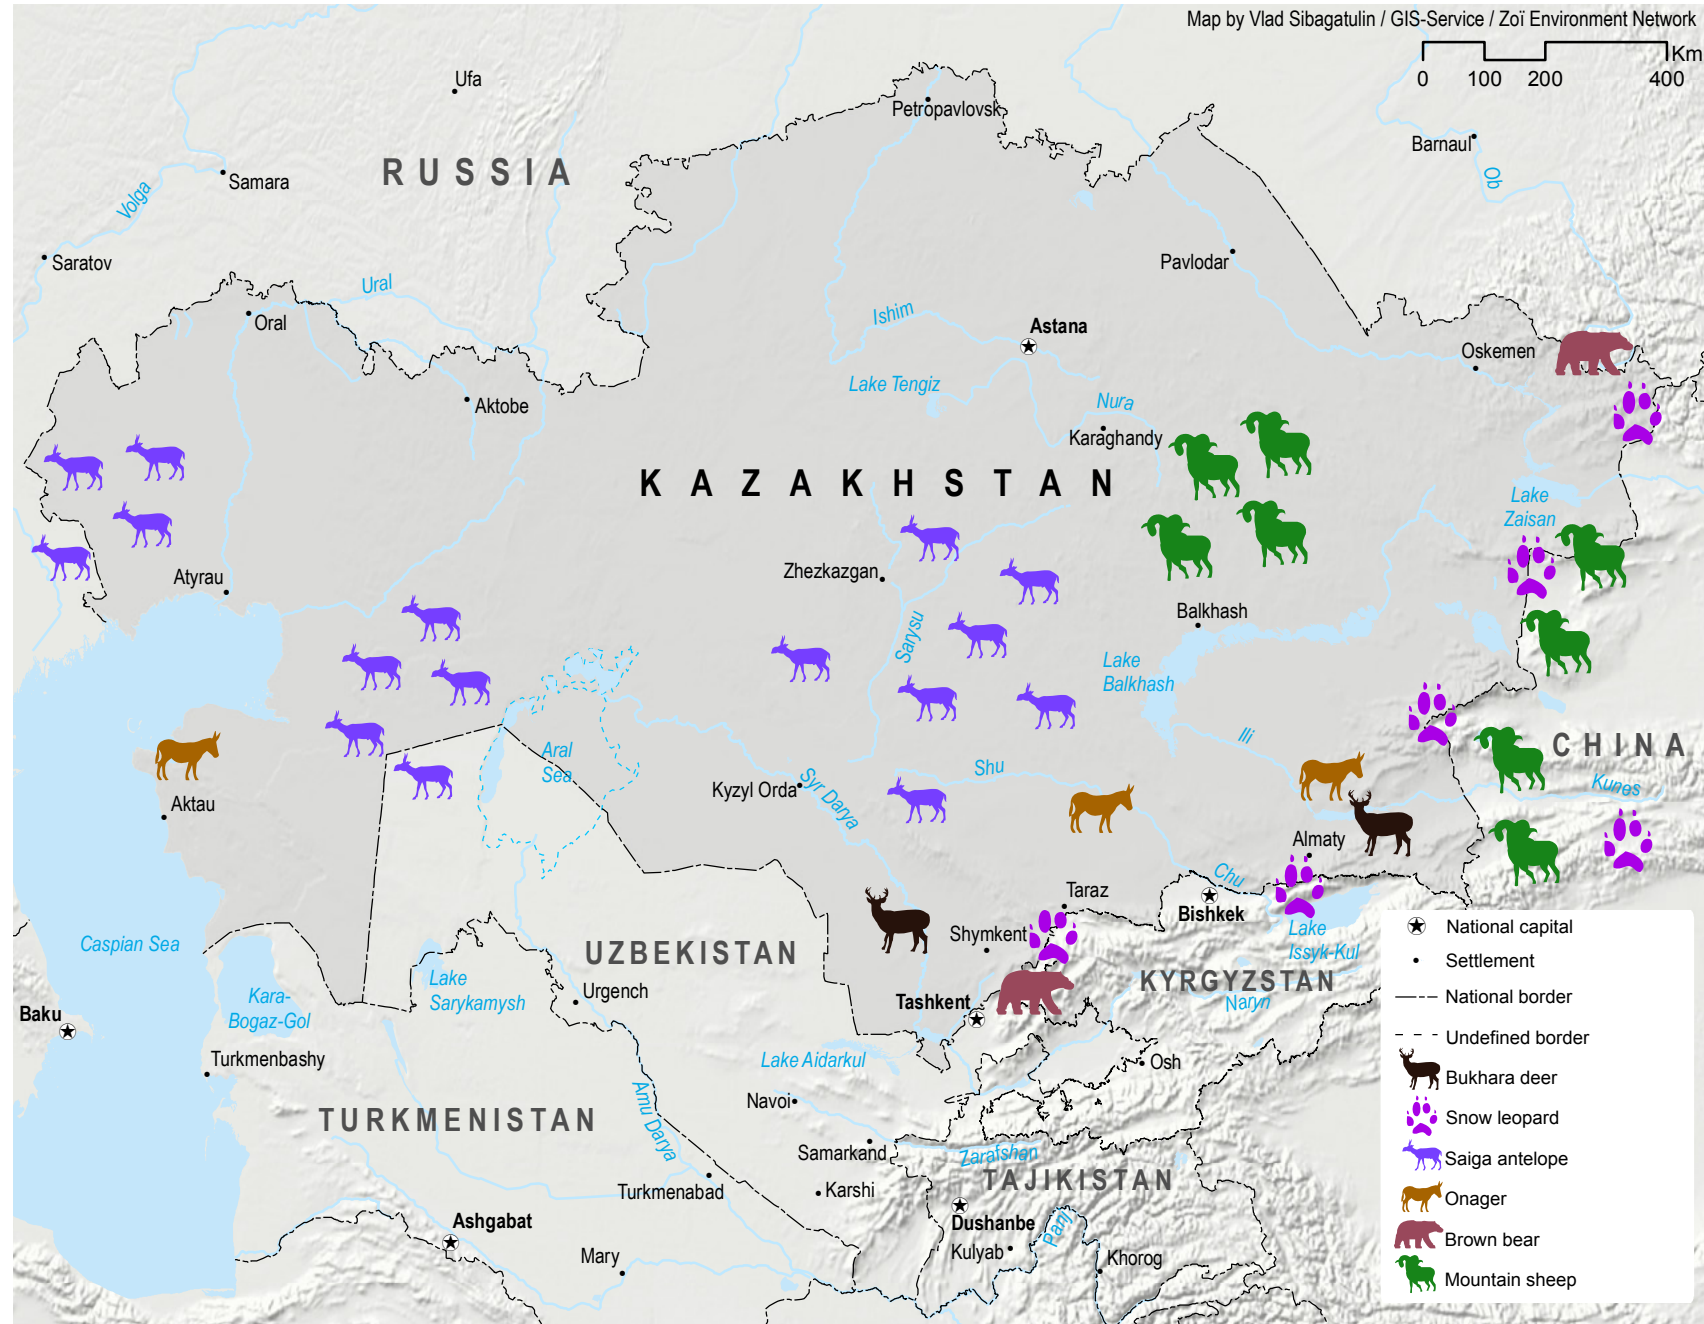 Map by Vlad Sibagatulin / GIS-Service / Zoï Environment Network
Km
0 100 200 400
Ufa
Petropavlovsk
Barnaul
Ob
RUSSIA
Samara
Volga
Saratov
Pavlodar
Ural
Oral
Ishim
Astana
Oskemen
Lake Tengiz
Aktobe
Nura
Karaghandy
KAZAKHSTAN
Lake
Zaisan
Atyrau
Zhezkazgan
Sarysu
Balkhash
Lake
Balkhash
Ili
CHINA
Aral
Sea
Shu
Kunes
Kyzyl Orda
Syr Darya
Aktau
Almaty
Chu
Taraz
Bishkek
Shymkent
Lake
Issyk-Kul
Caspian Sea
UZBEKISTAN
KYRGYZSTAN
Lake
Sarykamysh
Urgench
Naryn
Kara-
Bogaz-Gol
Tashkent
Baku
Turkmenbashy
Lake Aidarkul
Osh
Navoi
Amu Darya
TURKMENISTAN
Samarkand
Zarafshan
TAJIKISTAN
Turkmenabad
Karshi
Ashgabat
Dushanbe
Panj
Mary
Kulyab
Khorog
National capital
Settlement
National border
Undefined border
Bukhara deer
Snow leopard
Saiga antelope
Onager
Brown bear
Mountain sheep